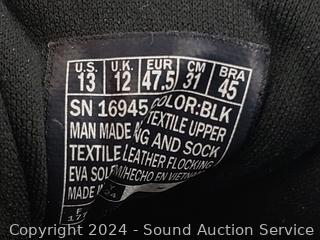 U.S. U.K. EUR CM BRA
13 12 47.5 31 45
SN 16945 COLOR:BLK
MAN MADE TEXTILE UPPER
TEXTILE LEATHER FLOCKING AND SOCK
EVA SOLE/HECHO EN VIETNAM
MADE
Copyright © 2024 - Sound Auction Service